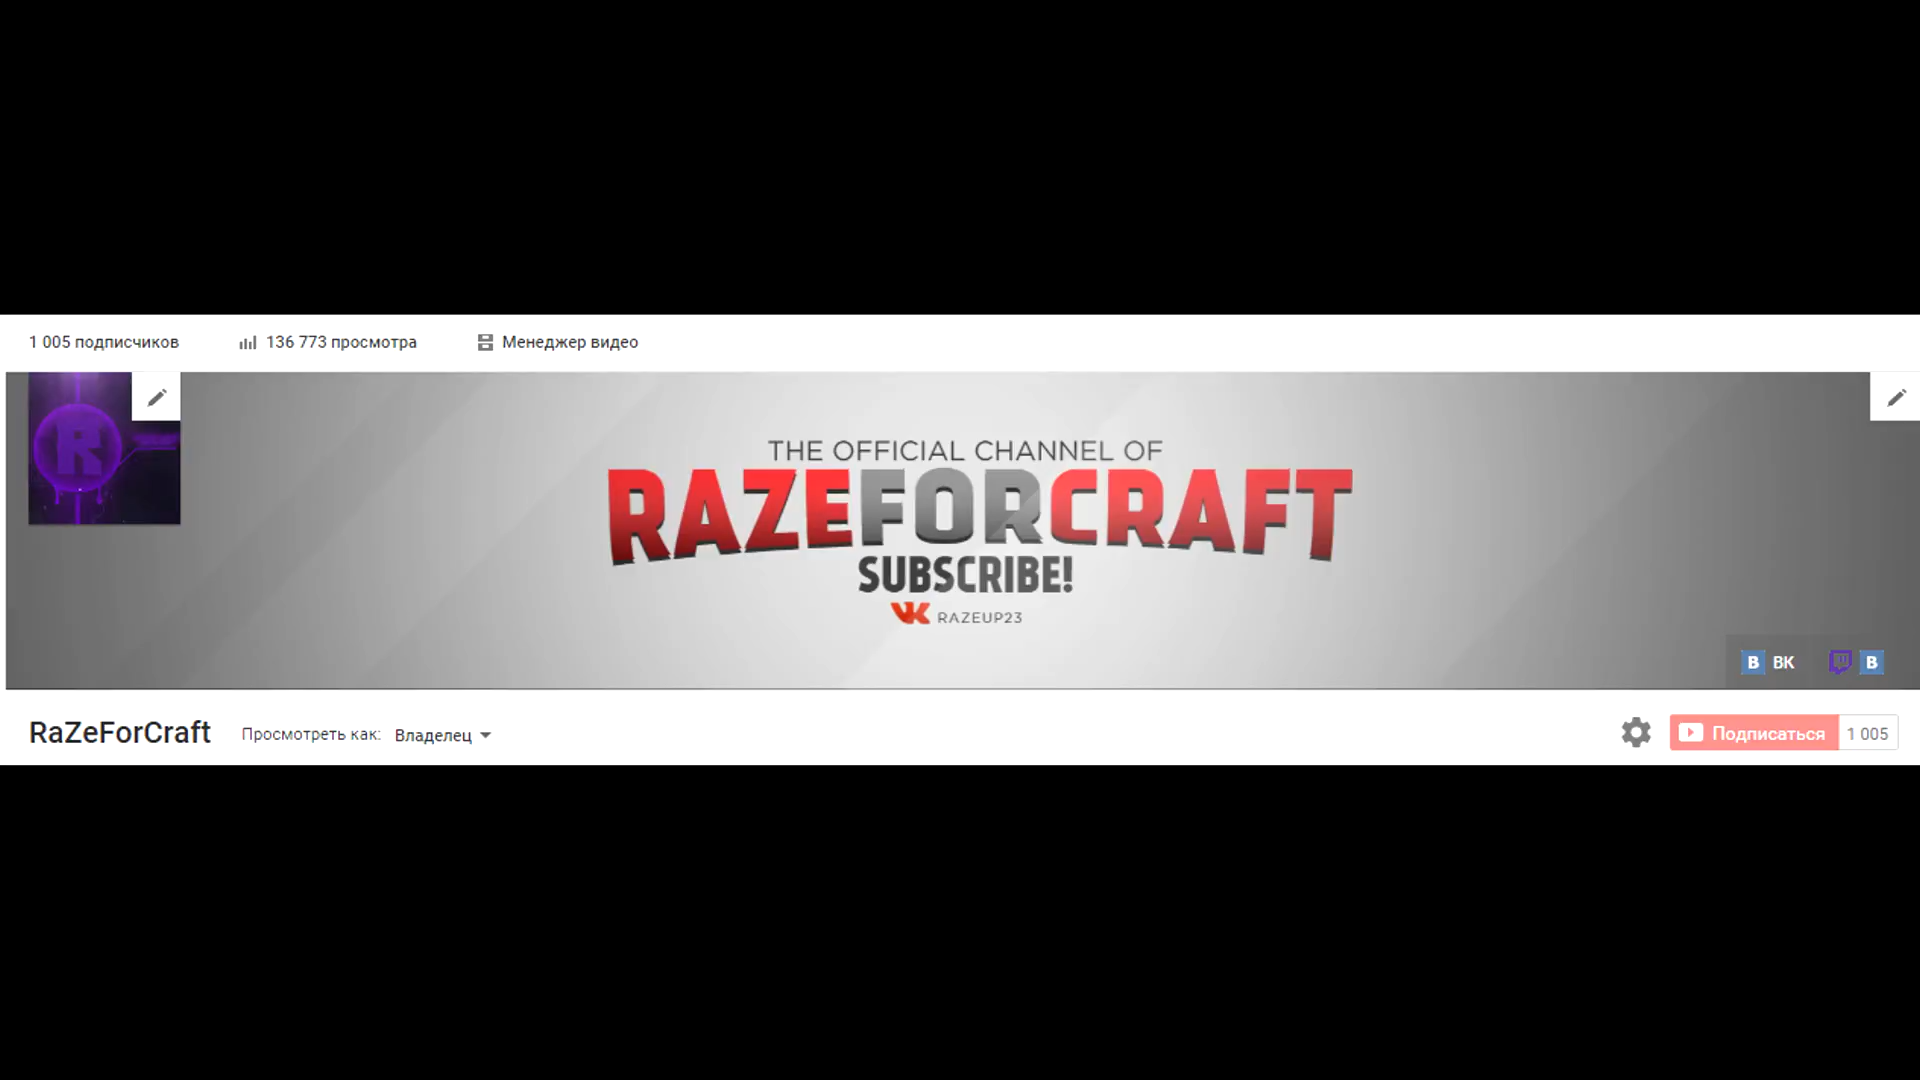 1 005 подписчиков 136 773 просмотра Менеджер видео
R
THE OFFICIAL CHANNEL OF
RAZEFORCRAFT
SUBSCRIBE!
VK RAZEUP23
B ВК B
RaZeForCraft Просмотреть как: Владелец Подписаться 1 005